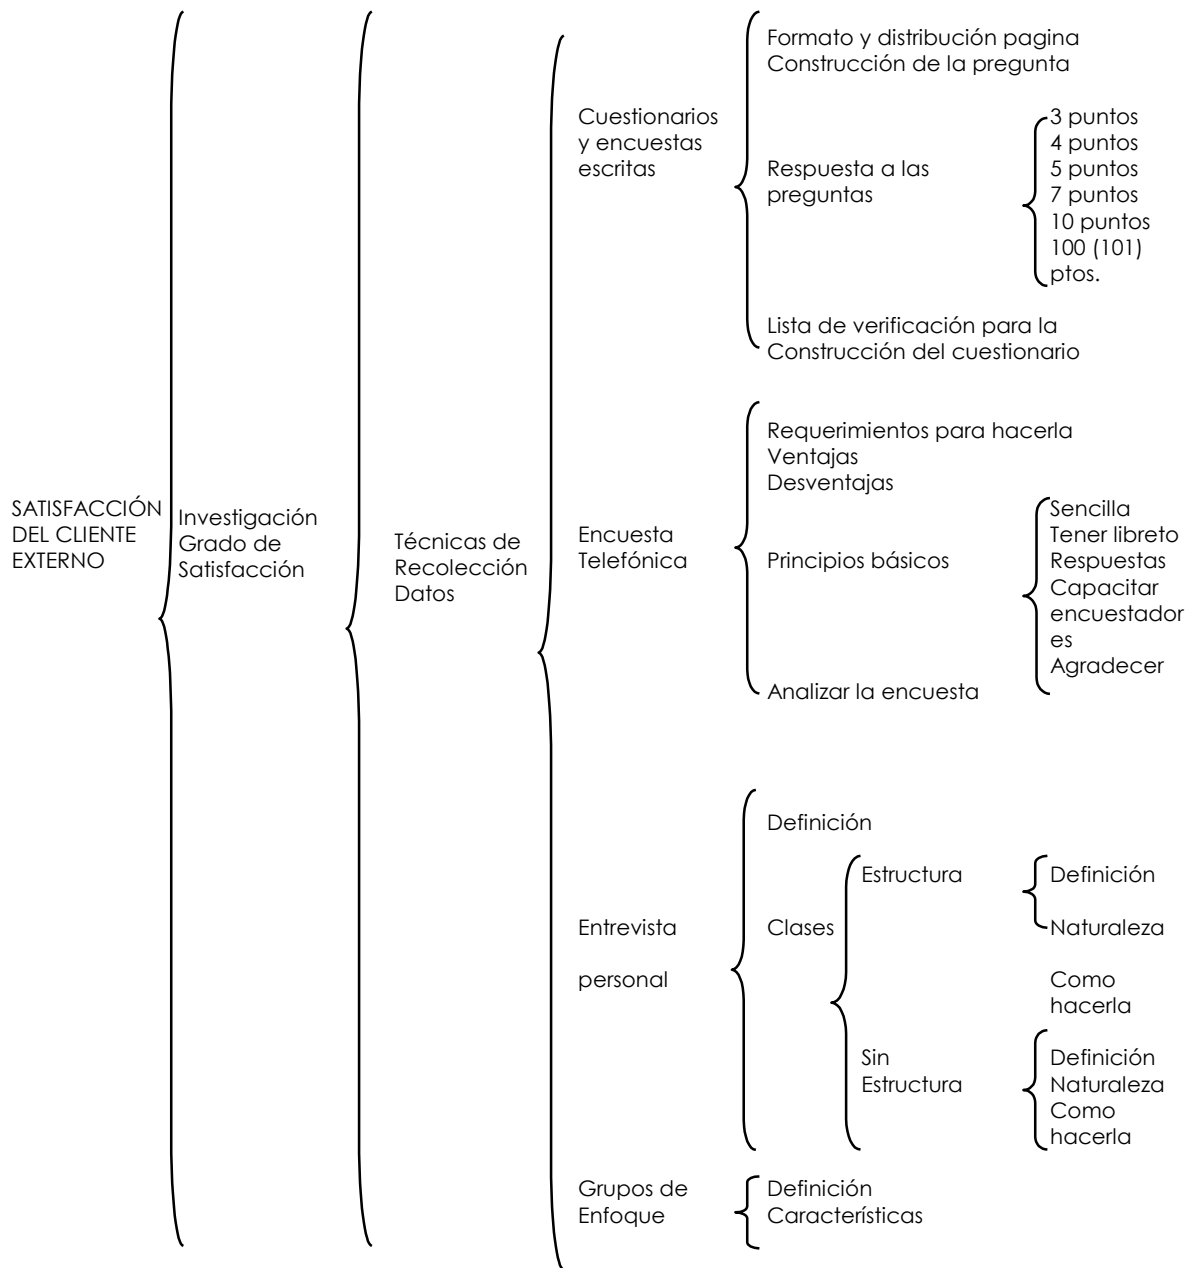 SATISFACCIÓN
DEL CLIENTE
EXTERNO
Investigación
Grado de
Satisfacción
Técnicas de
Recolección
Datos
Cuestionarios
y encuestas
escritas
Formato y distribución pagina
Construcción de la pregunta
Respuesta a las
preguntas
3 puntos
4 puntos
5 puntos
7 puntos
10 puntos
100 (101)
ptos.
Lista de verificación para la
Construcción del cuestionario
Encuesta
Telefónica
Requerimientos para hacerla
Ventajas
Desventajas
Principios básicos
Sencilla
Tener libreto
Respuestas
Capacitar
encuestador
es
Agradecer
Analizar la encuesta
Entrevista
personal
Definición
Clases
Estructura
Definición
Naturaleza
Como
hacerla
Sin
Estructura
Definición
Naturaleza
Como
hacerla
Grupos de
Enfoque
Definición
Características